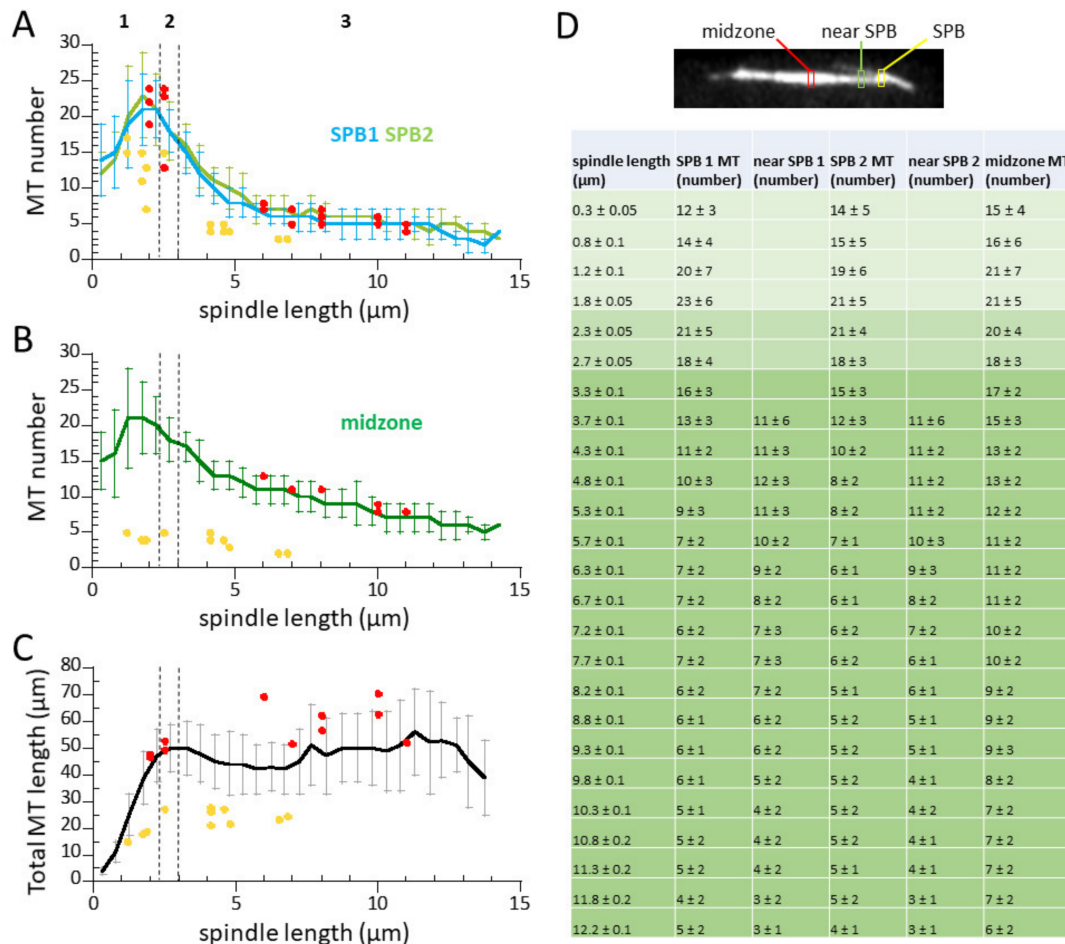 A
1 2 3
30
25
20
15
10
5
0
MT number
SPB1 SPB2
0 5 10 15
spindle length (µm)
B
30
25
20
15
10
5
0
MT number
midzone
0 5 10 15
spindle length (µm)
C
80
70
60
50
40
30
20
10
0
Total MT length (µm)
0 5 10 15
spindle length (µm)
D
midzone near SPB SPB
spindle length (µm) SPB 1 MT (number) near SPB 1 (number) SPB 2 MT (number) near SPB 2 (number) midzone MT (number)
0.3 ± 0.05 12 ± 3 14 ± 5 15 ± 4
0.8 ± 0.1 14 ± 4 15 ± 5 16 ± 6
1.2 ± 0.1 20 ± 7 19 ± 6 21 ± 7
1.8 ± 0.05 23 ± 6 21 ± 5 21 ± 5
2.3 ± 0.05 21 ± 5 21 ± 4 20 ± 4
2.7 ± 0.05 18 ± 4 18 ± 3 18 ± 3
3.3 ± 0.1 16 ± 3 15 ± 3 17 ± 2
3.7 ± 0.1 13 ± 3 11 ± 6 12 ± 3 11 ± 6 15 ± 3
4.3 ± 0.1 11 ± 2 11 ± 3 10 ± 2 11 ± 2 13 ± 2
4.8 ± 0.1 10 ± 3 12 ± 3 8 ± 2 11 ± 2 13 ± 2
5.3 ± 0.1 9 ± 3 11 ± 3 8 ± 2 11 ± 2 12 ± 2
5.7 ± 0.1 7 ± 2 10 ± 2 7 ± 1 10 ± 3 11 ± 2
6.3 ± 0.1 7 ± 2 9 ± 2 6 ± 1 9 ± 3 11 ± 2
6.7 ± 0.1 7 ± 2 8 ± 2 6 ± 1 8 ± 2 11 ± 2
7.2 ± 0.1 6 ± 2 7 ± 3 6 ± 2 7 ± 2 10 ± 2
7.7 ± 0.1 7 ± 2 7 ± 3 6 ± 2 6 ± 1 10 ± 2
8.2 ± 0.1 6 ± 2 7 ± 2 5 ± 1 6 ± 1 9 ± 2
8.8 ± 0.1 6 ± 1 6 ± 2 5 ± 2 5 ± 1 9 ± 2
9.3 ± 0.1 6 ± 1 6 ± 2 5 ± 2 5 ± 1 9 ± 3
9.8 ± 0.1 6 ± 1 5 ± 2 5 ± 2 4 ± 1 8 ± 2
10.3 ± 0.1 5 ± 1 4 ± 2 5 ± 2 4 ± 2 7 ± 2
10.8 ± 0.2 5 ± 2 4 ± 2 5 ± 2 4 ± 1 7 ± 2
11.3 ± 0.2 5 ± 2 4 ± 2 5 ± 2 4 ± 1 7 ± 2
11.8 ± 0.2 4 ± 2 3 ± 2 5 ± 2 3 ± 1 7 ± 2
12.2 ± 0.1 5 ± 2 3 ± 1 4 ± 1 3 ± 1 6 ± 2